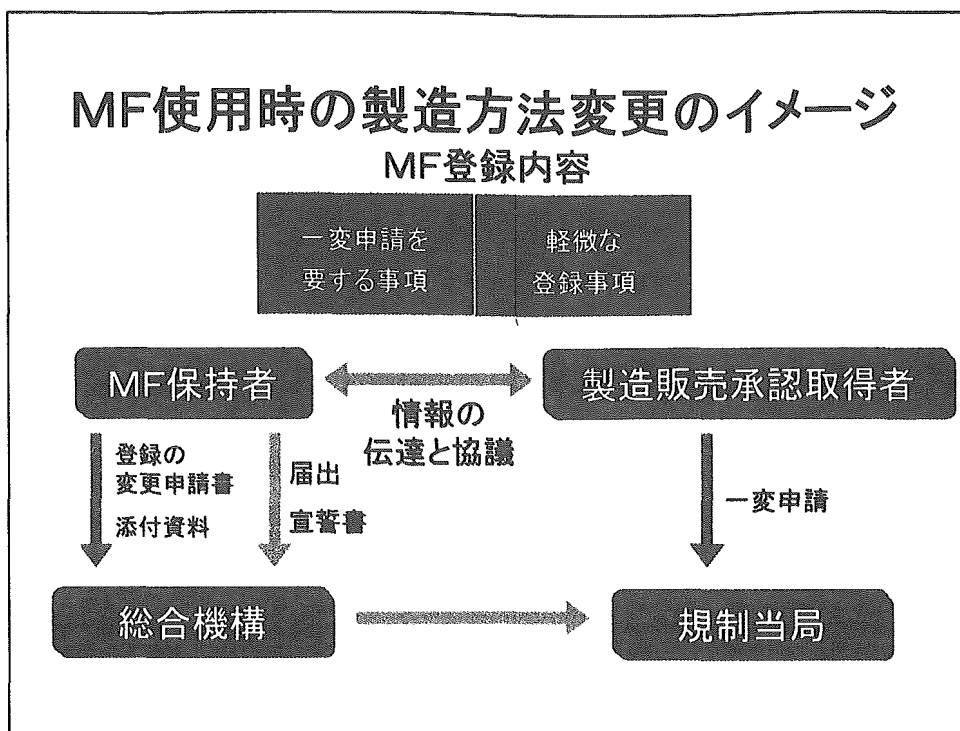 MF使用時の製造方法変更のイメージ
MF登録内容
一変申請を
要する事項
軽微な
登録事項
MF保持者
製造販売承認取得者
情報の
伝達と協議
登録の
変更申請書
添付資料
届出
宣誓書
一変申請
総合機構
規制当局